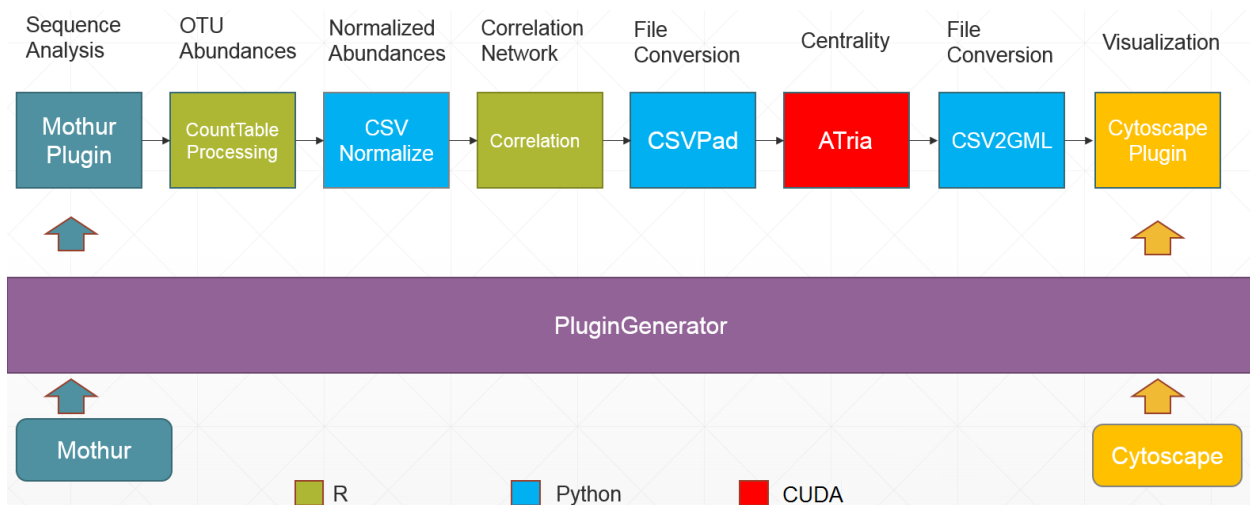 Sequence
Analysis
OTU
Abundances
Normalized
Abundances
Correlation
Network
File
Conversion
Centrality
File
Conversion
Visualization
Mothur
Plugin
CountTable
Processing
CSV
Normalize
Correlation
CSVPad
ATria
CSV2GML
Cytoscape
Plugin
PluginGenerator
Mothur
Cytoscape
R
Python
CUDA